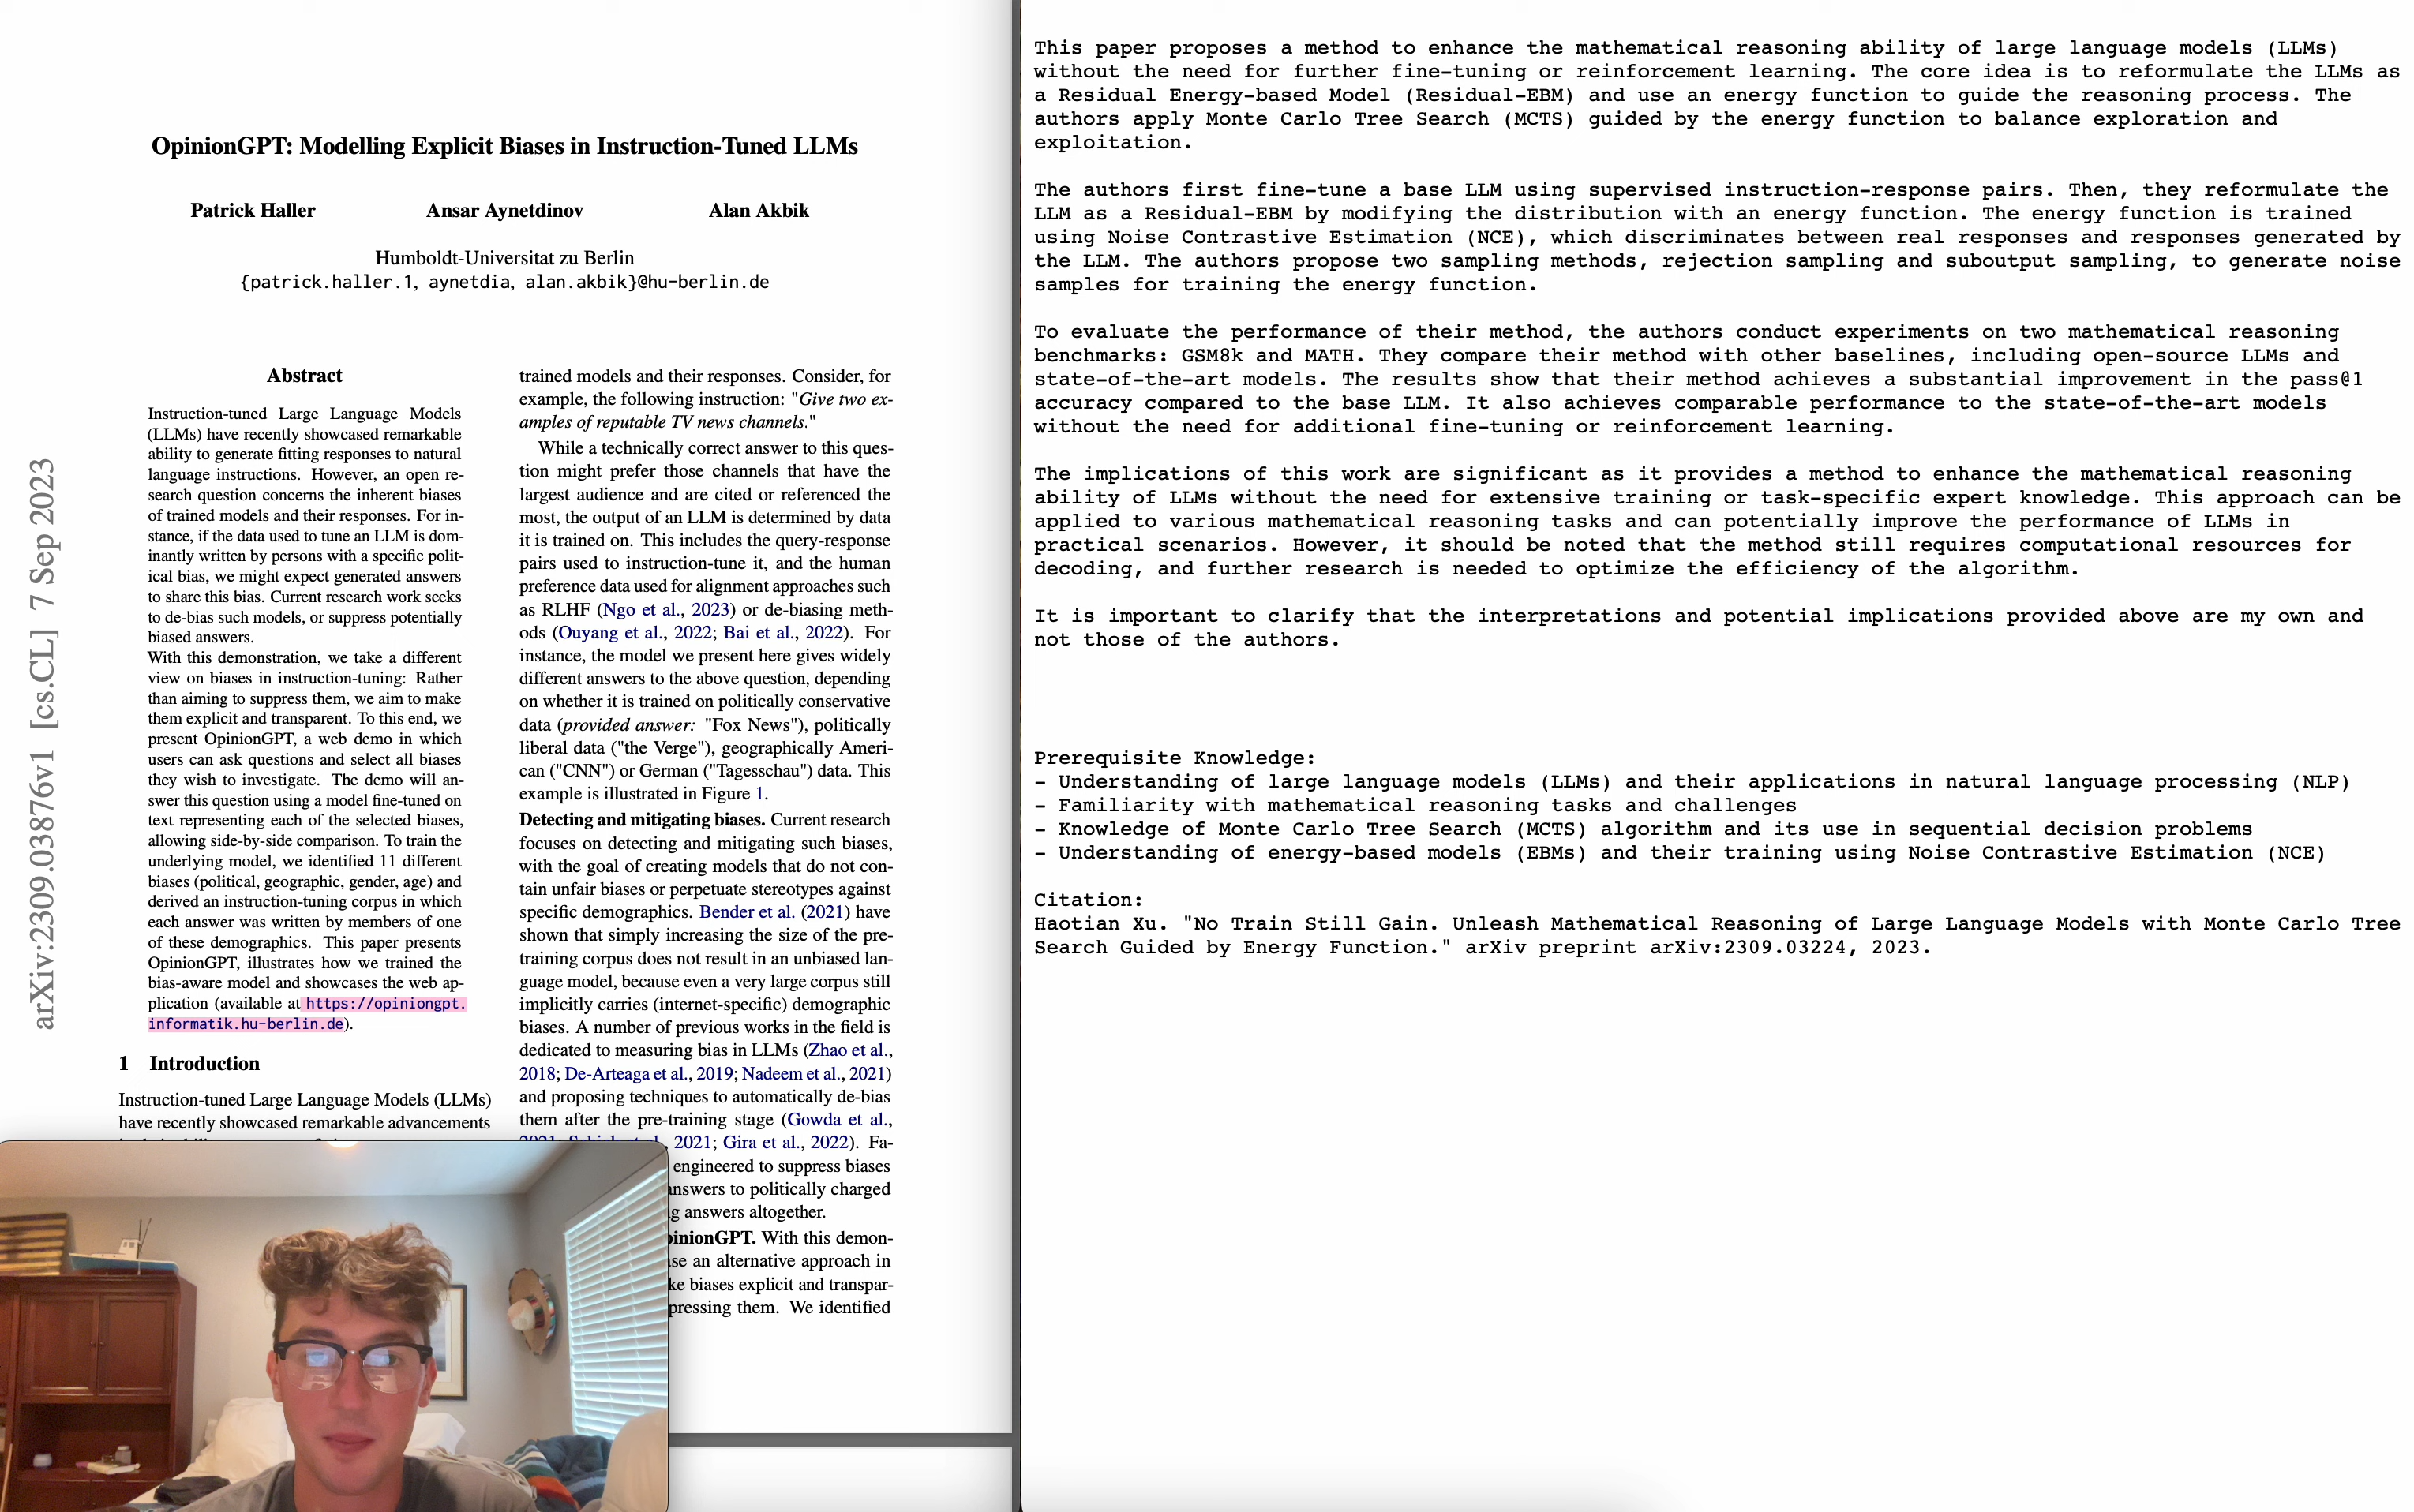 arXiv:2309.03876v1 [cs.CL] 7 Sep 2023
OpinionGPT: Modelling Explicit Biases in Instruction-Tuned LLMs
Patrick Haller Ansar Aynetdinov Alan Akbik
Humboldt-Universitat zu Berlin
{patrick.haller.1, aynetdia, alan.akbik}@hu-berlin.de
Abstract
Instruction-tuned Large Language Models
(LLMs) have recently showcased remarkable
ability to generate fitting responses to natural
language instructions. However, an open re-
search question concerns the inherent biases
of trained models and their responses. For in-
stance, if the data used to tune an LLM is dom-
inantly written by persons with a specific polit-
ical bias, we might expect generated answers
to share this bias. Current research work seeks
to de-bias such models, or suppress potentially
biased answers.
With this demonstration, we take a different
view on biases in instruction-tuning: Rather
than aiming to suppress them, we aim to make
them explicit and transparent. To this end, we
present OpinionGPT, a web demo in which
users can ask questions and select all biases
they wish to investigate. The demo will an-
swer this question using a model fine-tuned on
text representing each of the selected biases,
allowing side-by-side comparison. To train the
underlying model, we identified 11 different
biases (political, geographic, gender, age) and
derived an instruction-tuning corpus in which
each answer was written by members of one
of these demographics. This paper presents
OpinionGPT, illustrates how we trained the
bias-aware model and showcases the web ap-
plication (available at https://opiniongpt.
informatik.hu-berlin.de).
1 Introduction
Instruction-tuned Large Language Models (LLMs)
have recently showcased remarkable advancements
trained models and their responses. Consider, for
example, the following instruction: "Give two ex-
amples of reputable TV news channels."
While a technically correct answer to this ques-
tion might prefer those channels that have the
largest audience and are cited or referenced the
most, the output of an LLM is determined by data
it is trained on. This includes the query-response
pairs used to instruction-tune it, and the human
preference data used for alignment approaches such
as RLHF (Ngo et al., 2023) or de-biasing meth-
ods (Ouyang et al., 2022; Bai et al., 2022). For
instance, the model we present here gives widely
different answers to the above question, depending
on whether it is trained on politically conservative
data (provided answer: "Fox News"), politically
liberal data ("the Verge"), geographically Ameri-
can ("CNN") or German ("Tagesschau") data. This
example is illustrated in Figure 1.
Detecting and mitigating biases. Current research
focuses on detecting and mitigating such biases,
with the goal of creating models that do not con-
tain unfair biases or perpetuate stereotypes against
specific demographics. Bender et al. (2021) have
shown that simply increasing the size of the pre-
training corpus does not result in an unbiased lan-
guage model, because even a very large corpus still
implicitly carries (internet-specific) demographic
biases. A number of previous works in the field is
dedicated to measuring bias in LLMs (Zhao et al.,
2018; De-Arteaga et al., 2019; Nadeem et al., 2021)
and proposing techniques to automatically de-bias
them after the pre-training stage (Gowda et al.,
2021; Gira et al., 2022). Fa-
engineered to suppress biases
answers to politically charged
answers altogether.
OpinionGPT. With this demon-
an alternative approach in
biases explicit and transpar-
pressing them. We identified
This paper proposes a method to enhance the mathematical reasoning ability of large language models (LLMs)
without the need for further fine-tuning or reinforcement learning. The core idea is to reformulate the LLMs as
a Residual Energy-based Model (Residual-EBM) and use an energy function to guide the reasoning process. The
authors apply Monte Carlo Tree Search (MCTS) guided by the energy function to balance exploration and
exploitation.
The authors first fine-tune a base LLM using supervised instruction-response pairs. Then, they reformulate the
LLM as a Residual-EBM by modifying the distribution with an energy function. The energy function is trained
using Noise Contrastive Estimation (NCE), which discriminates between real responses and responses generated by
the LLM. The authors propose two sampling methods, rejection sampling and suboutput sampling, to generate noise
samples for training the energy function.
To evaluate the performance of their method, the authors conduct experiments on two mathematical reasoning
benchmarks: GSM8k and MATH. They compare their method with other baselines, including open-source LLMs and
state-of-the-art models. The results show that their method achieves a substantial improvement in the pass@1
accuracy compared to the base LLM. It also achieves comparable performance to the state-of-the-art models
without the need for additional fine-tuning or reinforcement learning.
The implications of this work are significant as it provides a method to enhance the mathematical reasoning
ability of LLMs without the need for extensive training or task-specific expert knowledge. This approach can be
applied to various mathematical reasoning tasks and can potentially improve the performance of LLMs in
practical scenarios. However, it should be noted that the method still requires computational resources for
decoding, and further research is needed to optimize the efficiency of the algorithm.
It is important to clarify that the interpretations and potential implications provided above are my own and
not those of the authors.
Prerequisite Knowledge:
- Understanding of large language models (LLMs) and their applications in natural language processing (NLP)
- Familiarity with mathematical reasoning tasks and challenges
- Knowledge of Monte Carlo Tree Search (MCTS) algorithm and its use in sequential decision problems
- Understanding of energy-based models (EBMs) and their training using Noise Contrastive Estimation (NCE)
Citation:
Haotian Xu. "No Train Still Gain. Unleash Mathematical Reasoning of Large Language Models with Monte Carlo Tree
Search Guided by Energy Function." arXiv preprint arXiv:2309.03224, 2023.